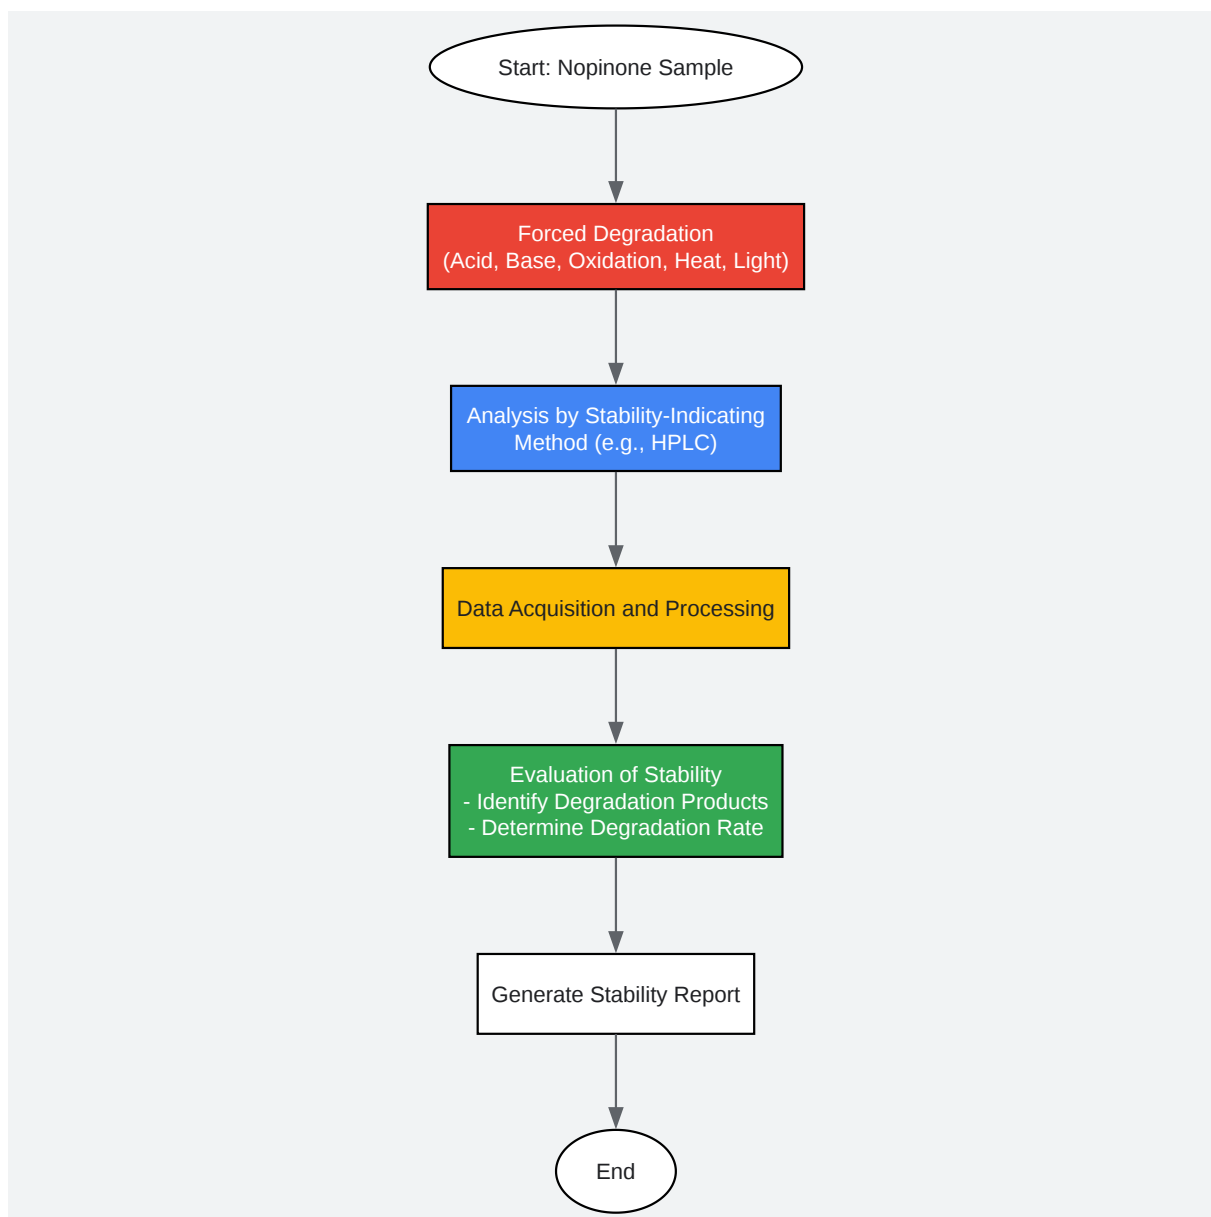 Start: Nopinone Sample
Forced Degradation
(Acid, Base, Oxidation, Heat, Light)
Analysis by Stability-Indicating
Method (e.g., HPLC)
Data Acquisition and Processing
Evaluation of Stability
- Identify Degradation Products
- Determine Degradation Rate
Generate Stability Report
End